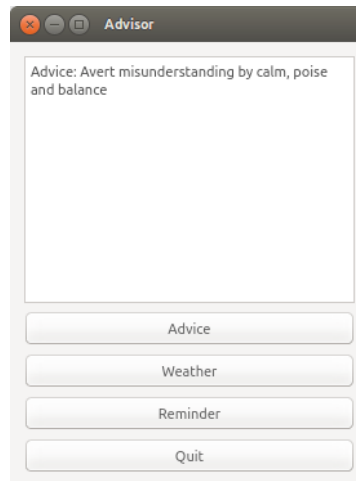 Advisor
Advice: Avert misunderstanding by calm, poise
and balance
Advice
Weather
Reminder
Quit